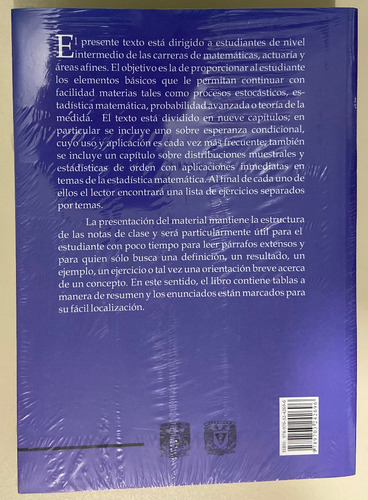 El presente texto está dirigido a estudiantes de nivel
intermedio de las carreras de matemáticas, actuaría y
áreas afines. El objetivo es la de proporcionar al estudiante
los elementos básicos que le permitan continuar con
facilidad materias tales como procesos estocásticos, es-
tadística matemática, probabilidad avanzada o teoría de la
medida. El texto está dividido en nueve capítulos; en
particular se incluye uno sobre esperanza condicional,
cuyo uso y aplicación es cada vez más frecuente; también
se incluye un capítulo sobre distribuciones muestrales y
estadísticas de orden con aplicaciones inmediatas en
temas de la estadística matemática. Al final de cada uno de
ellos el lector encontrará una lista de ejercicios separados
por temas.
La presentación del material mantiene la estructura
de las notas de clase y será particularmente útil para el
estudiante con poco tiempo para leer párrafos extensos y
para quien sólo busca una definición, un resultado, un
ejemplo, un ejercicio o tal vez una orientación breve acerca
de un concepto. En este sentido, el libro contiene tablas a
manera de resumen y los enunciados están marcados para
su fácil localización.